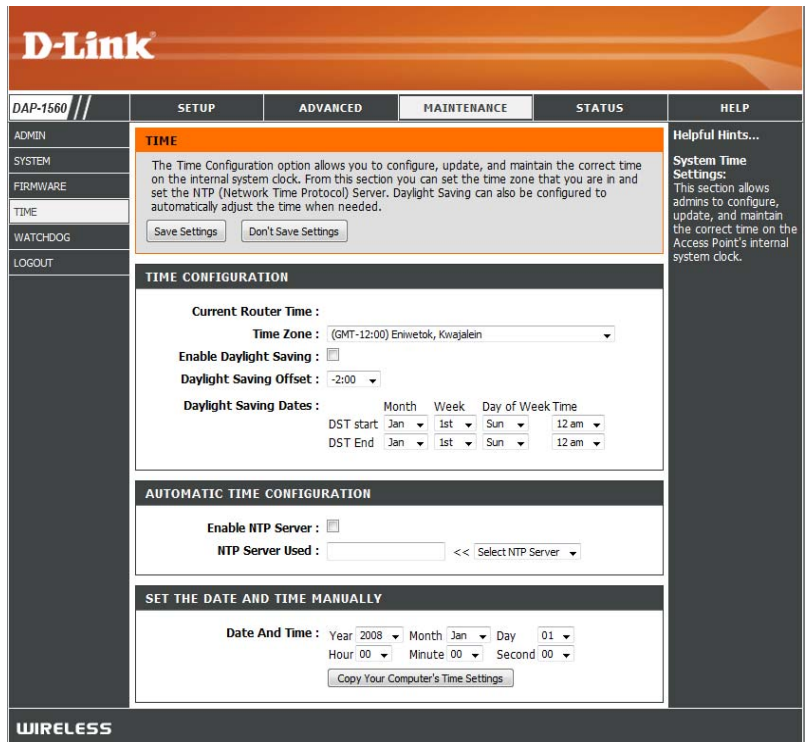 D-Link
DAP-1560 SETUP ADVANCED MAINTENANCE STATUS HELP
ADMIN
SYSTEM
FIRMWARE
TIME
WATCHDOG
LOGOUT
TIME
The Time Configuration option allows you to configure, update, and maintain the correct time
on the internal system clock. From this section you can set the time zone that you are in and
set the NTP (Network Time Protocol) Server. Daylight Saving can also be configured to
automatically adjust the time when needed.
Save Settings Don't Save Settings
TIME CONFIGURATION
Current Router Time :
Time Zone : (GMT-12:00) Eniwetok, Kwajalein
Enable Daylight Saving :
Daylight Saving Offset : -2:00
Daylight Saving Dates : Month Week Day of Week Time
DST start Jan 1st Sun 12 am
DST End Jan 1st Sun 12 am
AUTOMATIC TIME CONFIGURATION
Enable NTP Server :
NTP Server Used : << Select NTP Server
SET THE DATE AND TIME MANUALLY
Date And Time : Year 2008 Month Jan Day 01
Hour 00 Minute 00 Second 00
Copy Your Computer's Time Settings
Helpful Hints...
System Time
Settings:
This section allows
admins to configure,
update, and maintain
the correct time on the
Access Point's internal
system clock.
WIRELESS